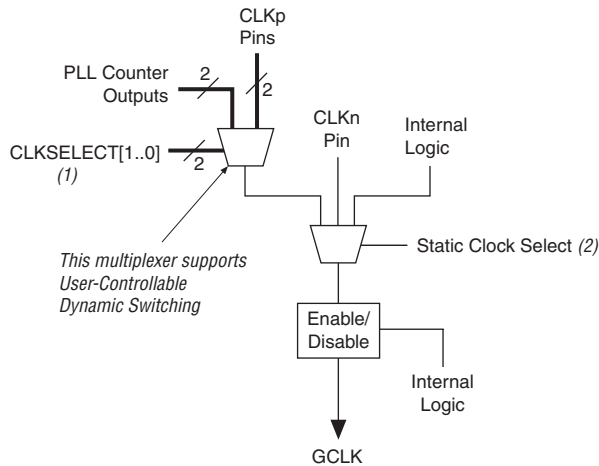 CLKp
Pins
PLL Counter
Outputs
2
2
CLKSELECT[1..0]
(1)
2
CLKn
Pin
Internal
Logic
This multiplexer supports
User-Controllable
Dynamic Switching
Static Clock Select (2)
Enable/
Disable
Internal
Logic
GCLK